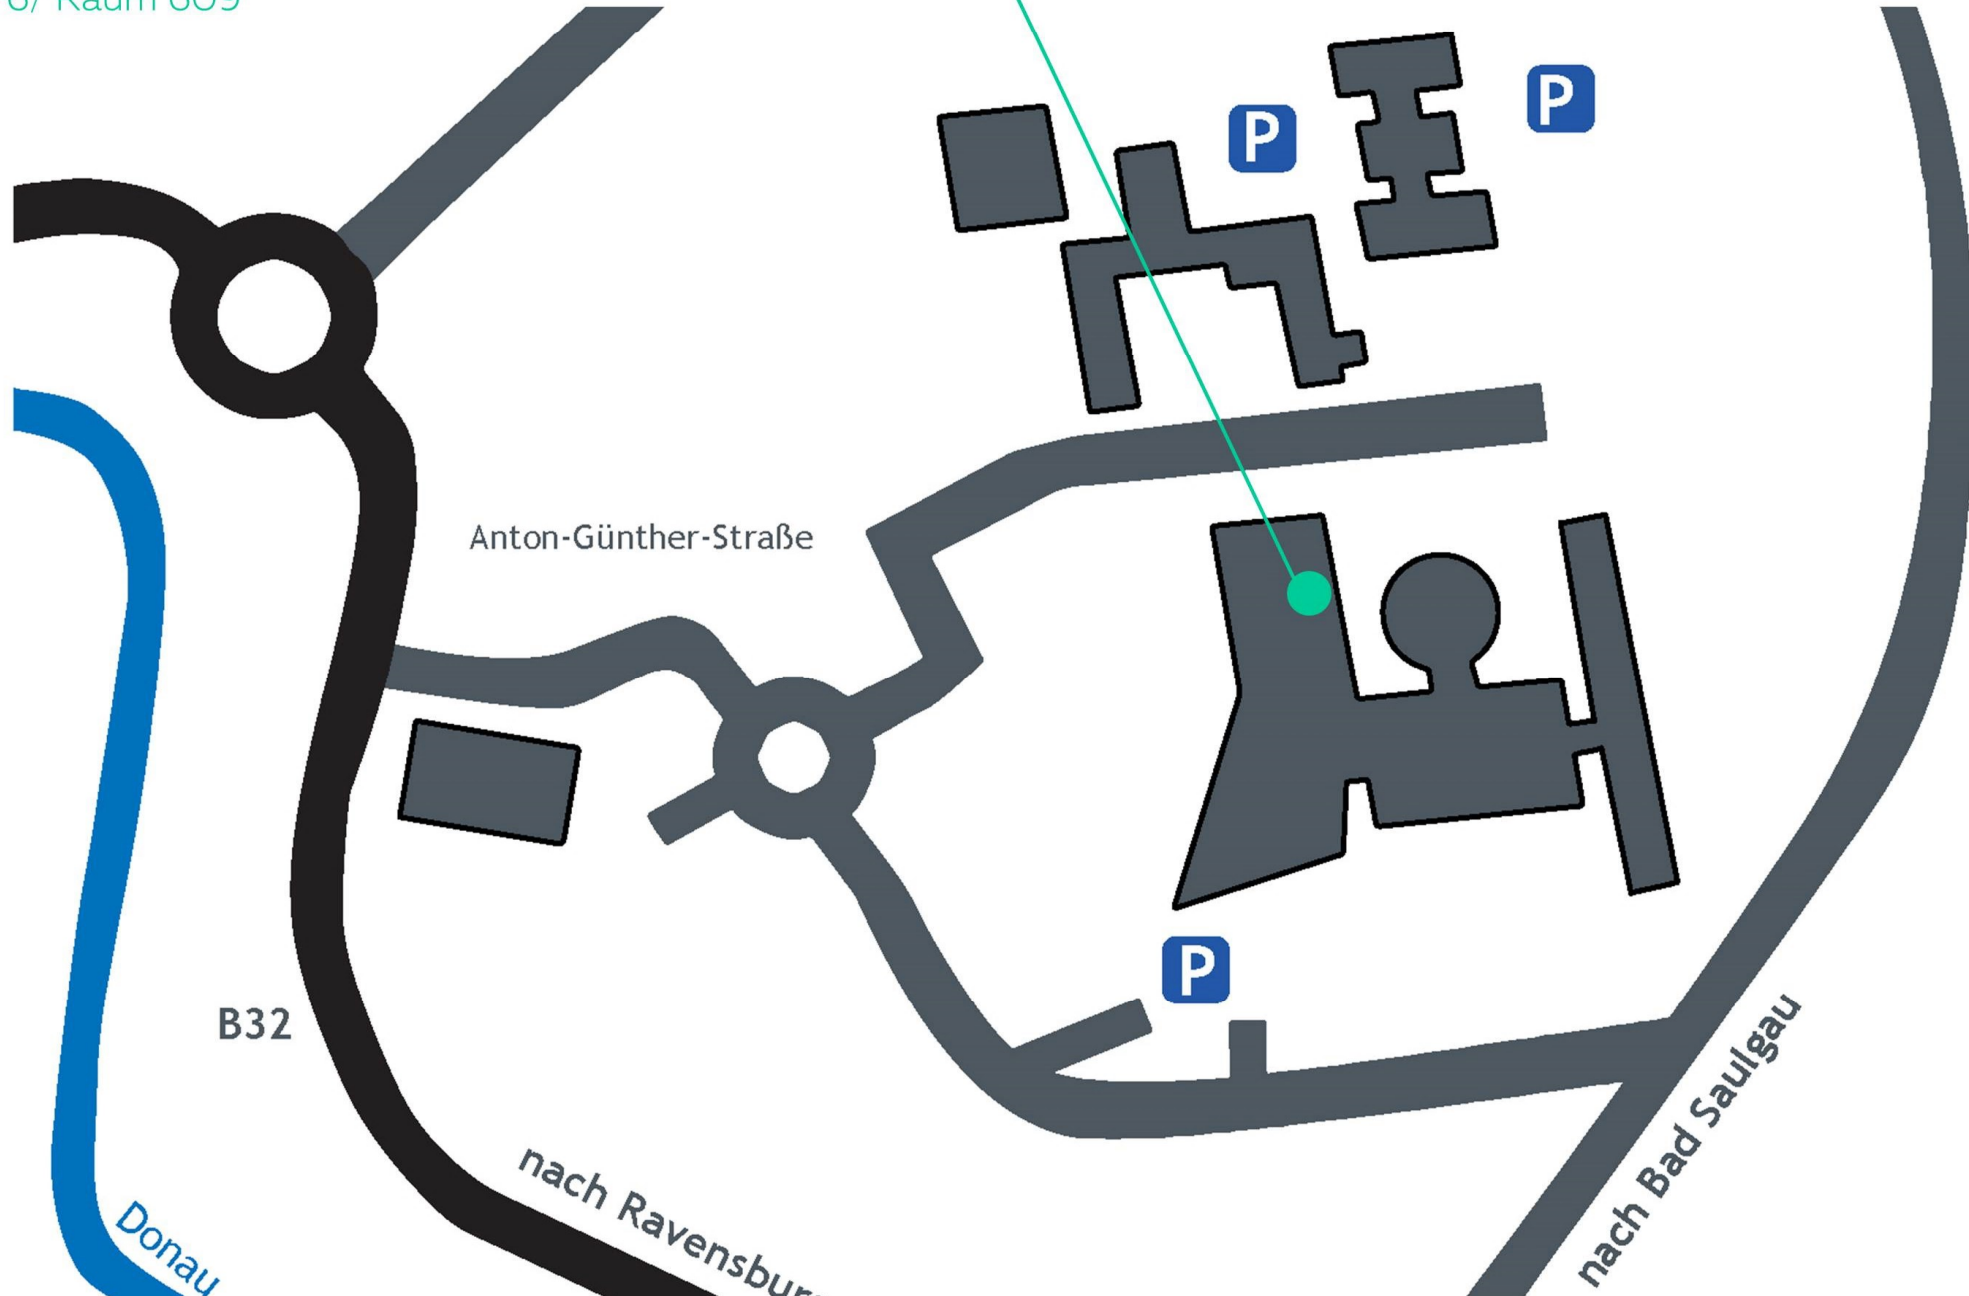 P
P
Anton-Günther-Straße
P
B32
nach Bad Saulgau
nach Ravensbur
Donau